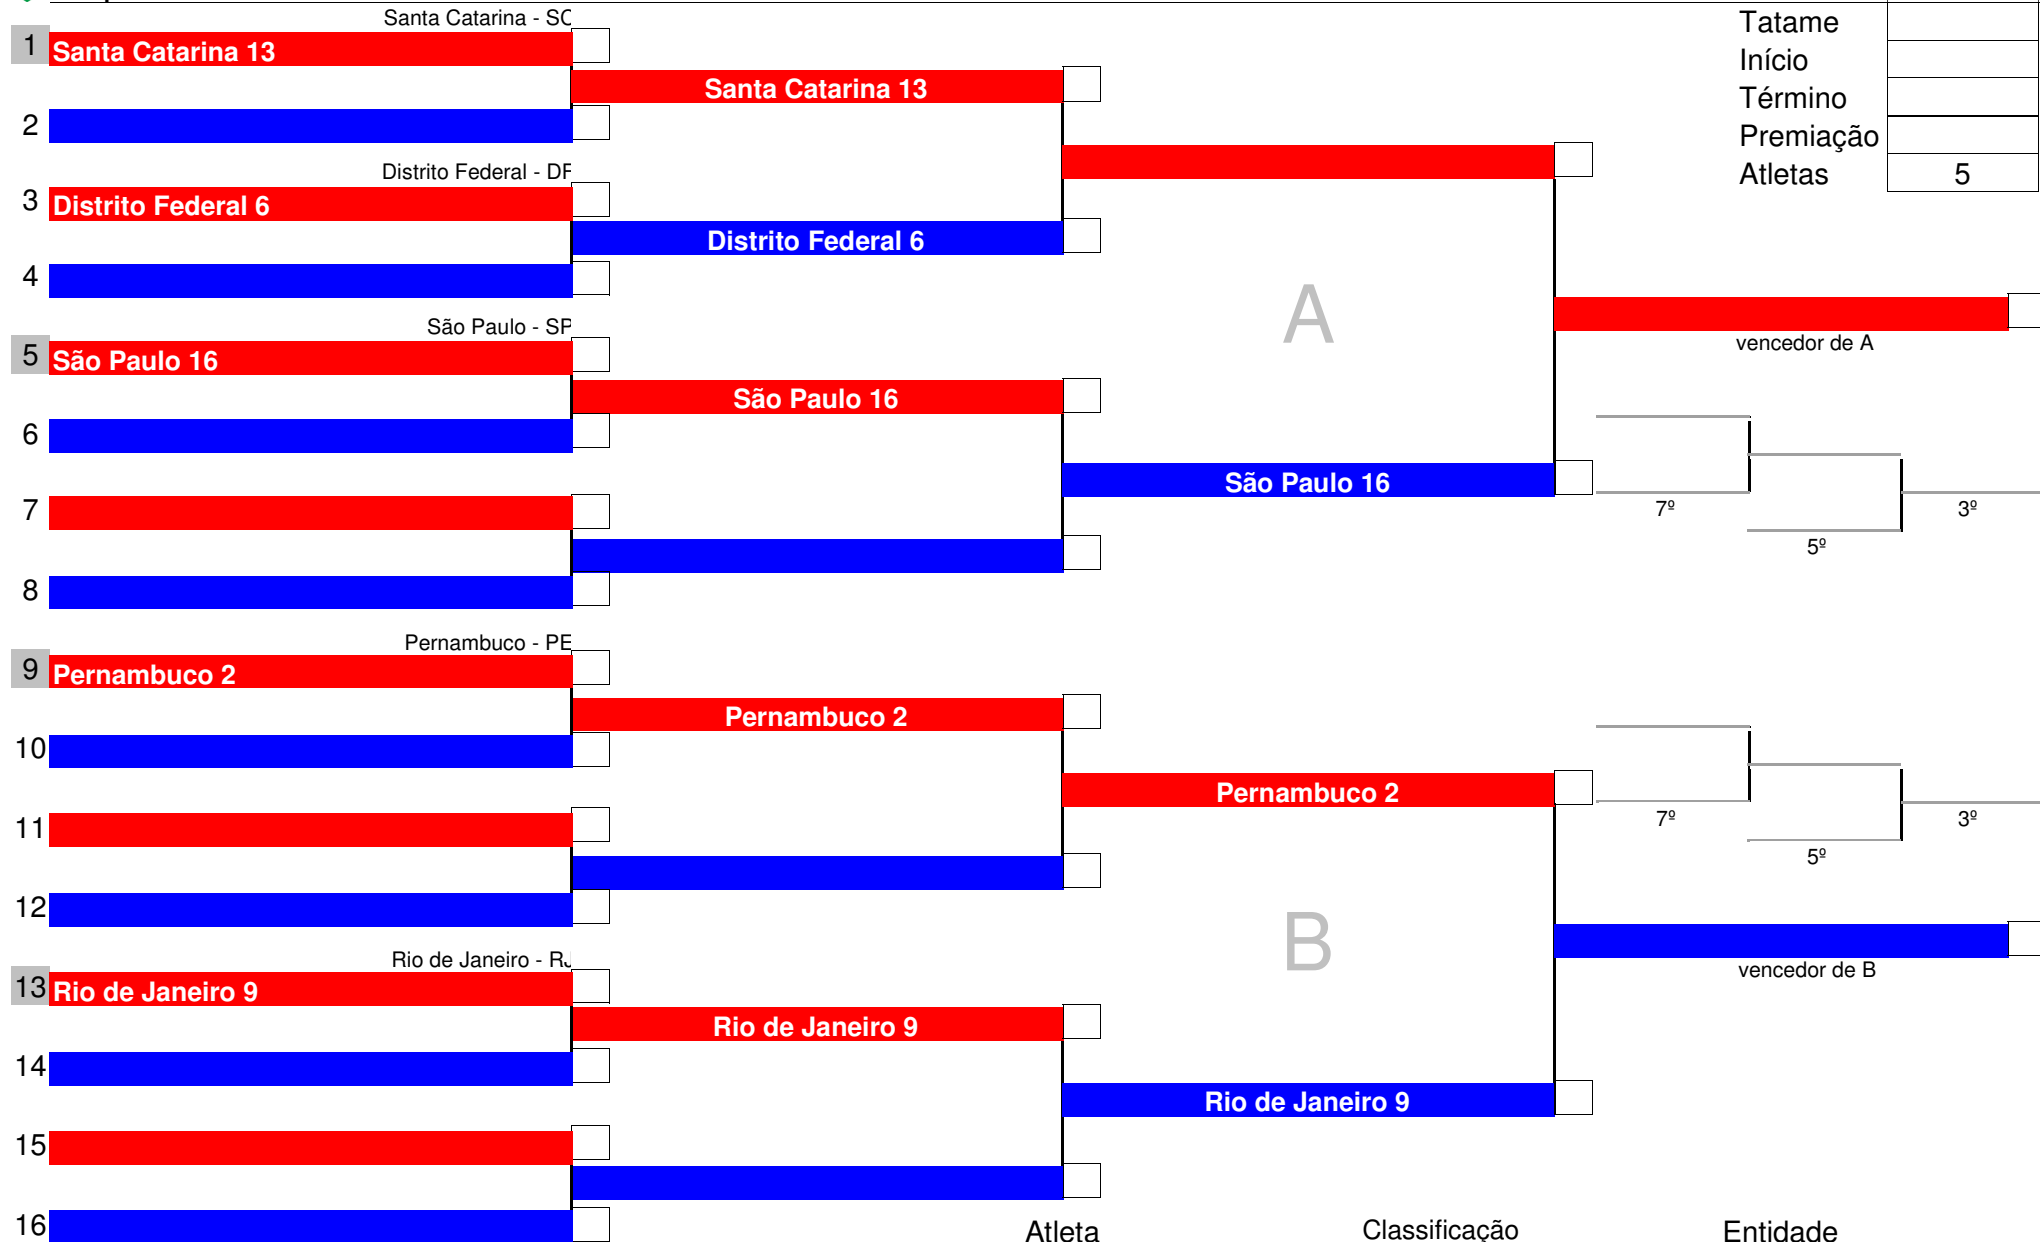 Santa Catarina - SC
1 Santa Catarina 13
Santa Catarina 13
2
Distrito Federal - DF
3 Distrito Federal 6
Distrito Federal 6
4
São Paulo - SP
5 São Paulo 16
São Paulo 16
6
São Paulo 16
7
8
Pernambuco - PE
9 Pernambuco 2
Pernambuco 2
10
Pernambuco 2
11
12
Rio de Janeiro - RJ
13 Rio de Janeiro 9
Rio de Janeiro 9
14
Rio de Janeiro 9
15
16
A
B
Tatame
Início
Término
Premiação
Atletas 5
vencedor de A
7º
3º
5º
7º
3º
5º
vencedor de B
Atleta Classificação Entidade